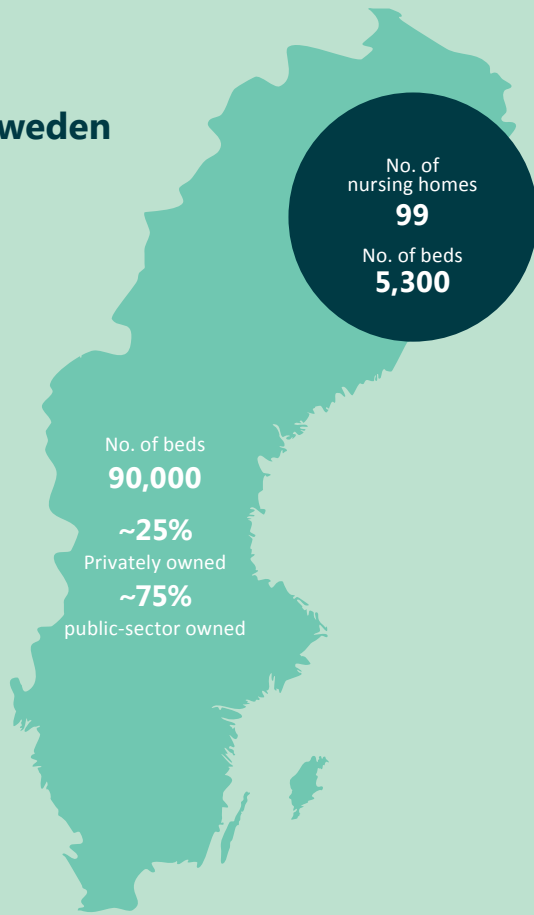 weden
No. of
nursing homes
99
No. of beds
5,300
No. of beds
90,000
~25%
Privately owned
~75%
public-sector owned